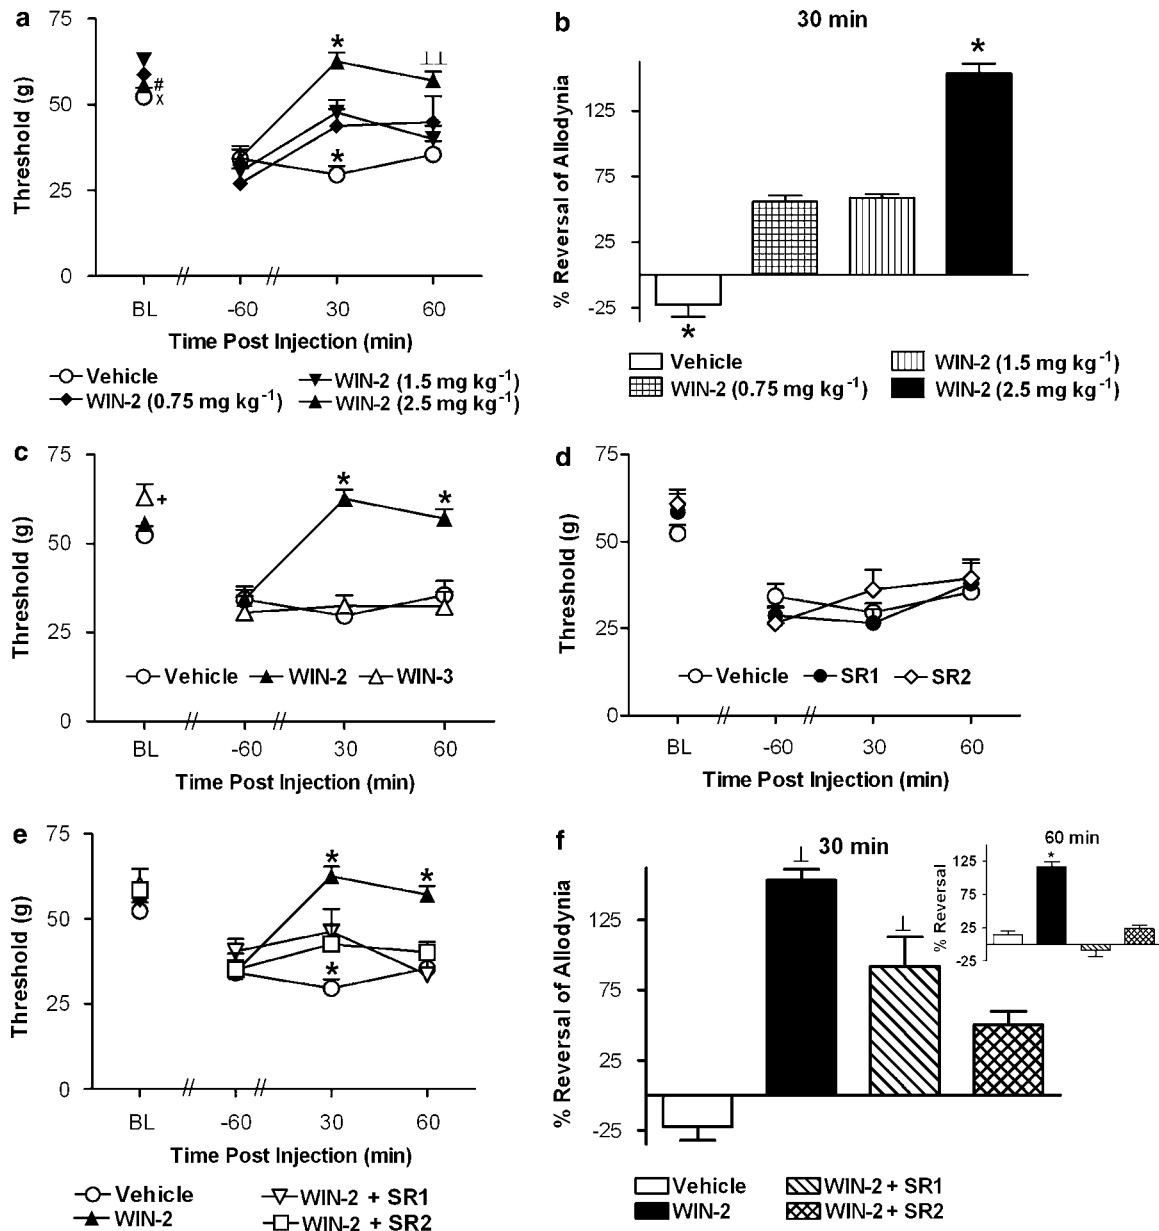 a
75
50
25
0
Threshold (g)
*
⊥⊥
#
x
*
BL
-60
30
60
Time Post Injection (min)
Vehicle
WIN-2 (1.5 mg kg⁻¹)
WIN-2 (0.75 mg kg⁻¹)
WIN-2 (2.5 mg kg⁻¹)
b
30 min
% Reversal of Allodynia
125
75
25
-25
*
*
Vehicle
WIN-2 (1.5 mg kg⁻¹)
WIN-2 (0.75 mg kg⁻¹)
WIN-2 (2.5 mg kg⁻¹)
c
75
50
25
0
Threshold (g)
+
*
*
Vehicle WIN-2 WIN-3
BL
-60
30
60
Time Post Injection (min)
d
75
50
25
0
Threshold (g)
Vehicle SR1 SR2
BL
-60
30
60
Time Post Injection (min)
e
75
50
25
0
Threshold (g)
*
*
*
BL
-60
30
60
Time Post Injection (min)
Vehicle
WIN-2 + SR1
WIN-2
WIN-2 + SR2
f
30 min
% Reversal of Allodynia
125
75
25
-25
⊥
⊥
60 min
% Reversal
125
75
25
-25
*
Vehicle
WIN-2 + SR1
WIN-2
WIN-2 + SR2